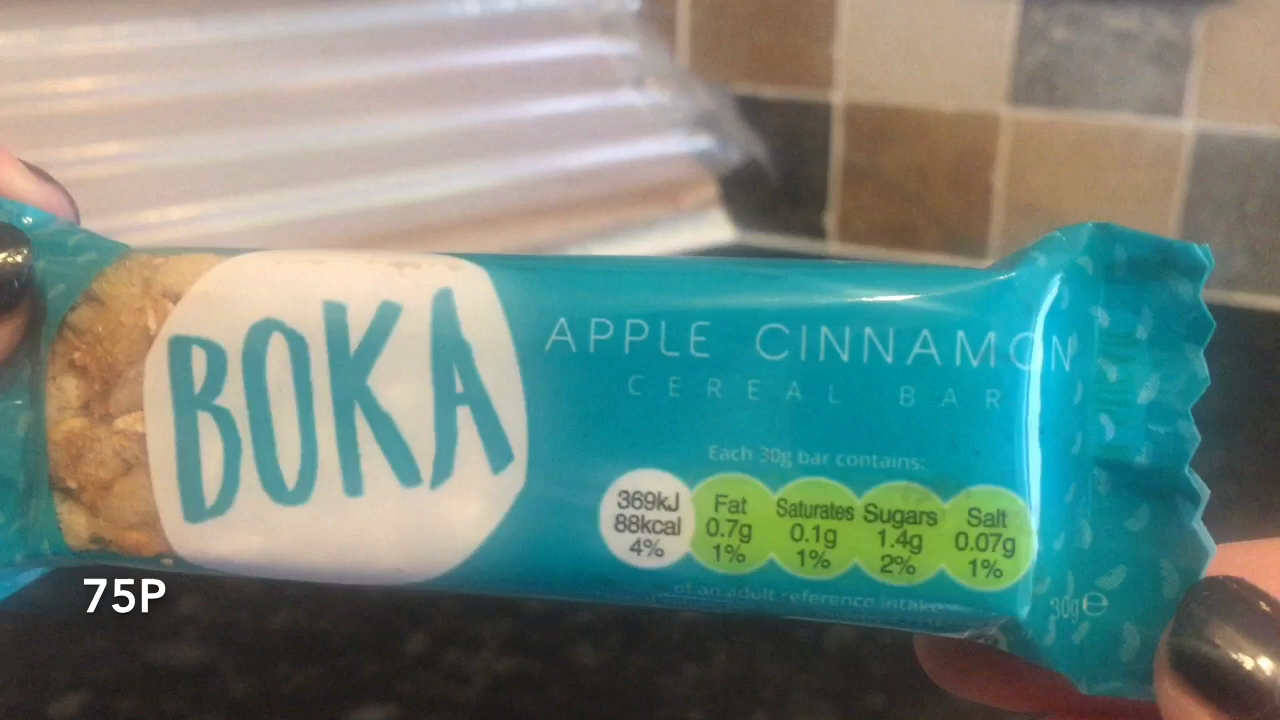 BOKA
APPLE CINNAMON
CEREAL BAR
Each 30g bar contains:
369kJ
88kcal
4%
Fat
0.7g
1%
Saturates
0.1g
1%
Sugars
1.4g
2%
Salt
0.07g
1%
of an adult reference intake
30g e
75P